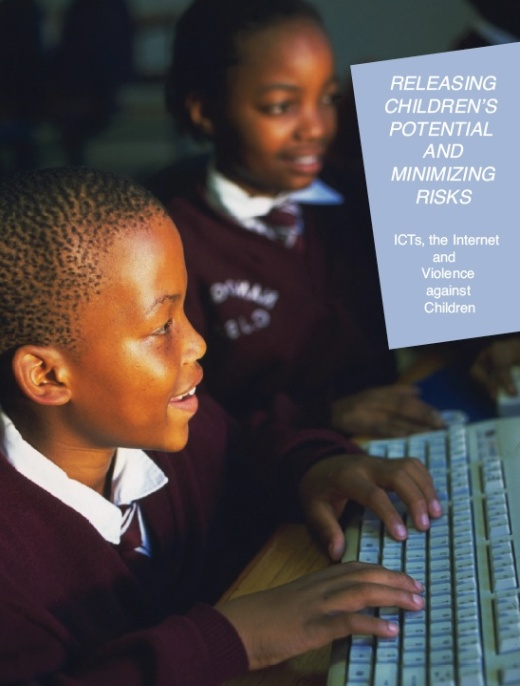 RELEASING
CHILDREN'S
POTENTIAL
AND
MINIMIZING
RISKS
ICTs, the Internet
and
Violence
against
Children